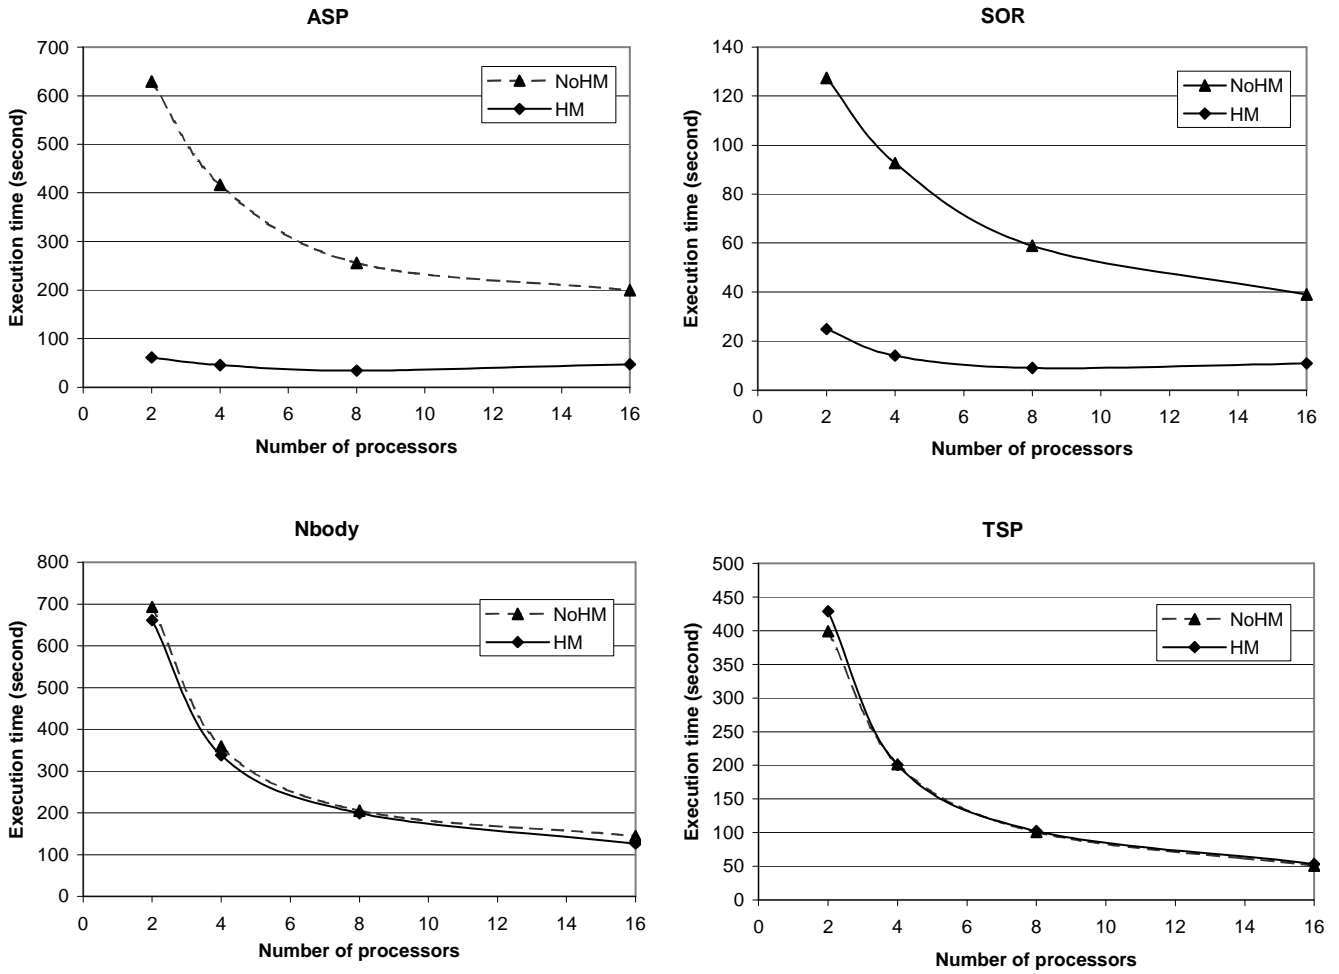 ASP
700
600
500
400
300
200
100
0
Execution time (second)
NoHM
HM
0 2 4 6 8 10 12 14 16
Number of processors
SOR
140
120
100
80
60
40
20
0
Execution time (second)
NoHM
HM
0 2 4 6 8 10 12 14 16
Number of processors
Nbody
800
700
600
500
400
300
200
100
0
Execution time (second)
NoHM
HM
0 2 4 6 8 10 12 14 16
Number of processors
TSP
500
450
400
350
300
250
200
150
100
50
0
Execution time (second)
NoHM
HM
0 2 4 6 8 10 12 14 16
Number of processors